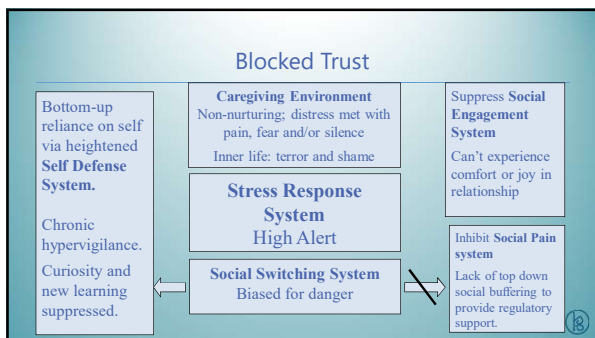 Blocked Trust
Bottom-up
reliance on self
via heightened
Self Defense
System.
Chronic
hypervigilance.
Curiosity and
new learning
suppressed.
Caregiving Environment
Non-nurturing; distress met with
pain, fear and/or silence
Inner life: terror and shame
Stress Response
System
High Alert
Social Switching System
Biased for danger
Suppress Social
Engagement
System
Can't experience
comfort or joy in
relationship
Inhibit Social Pain
system
Lack of top down
social buffering to
provide regulatory
support.